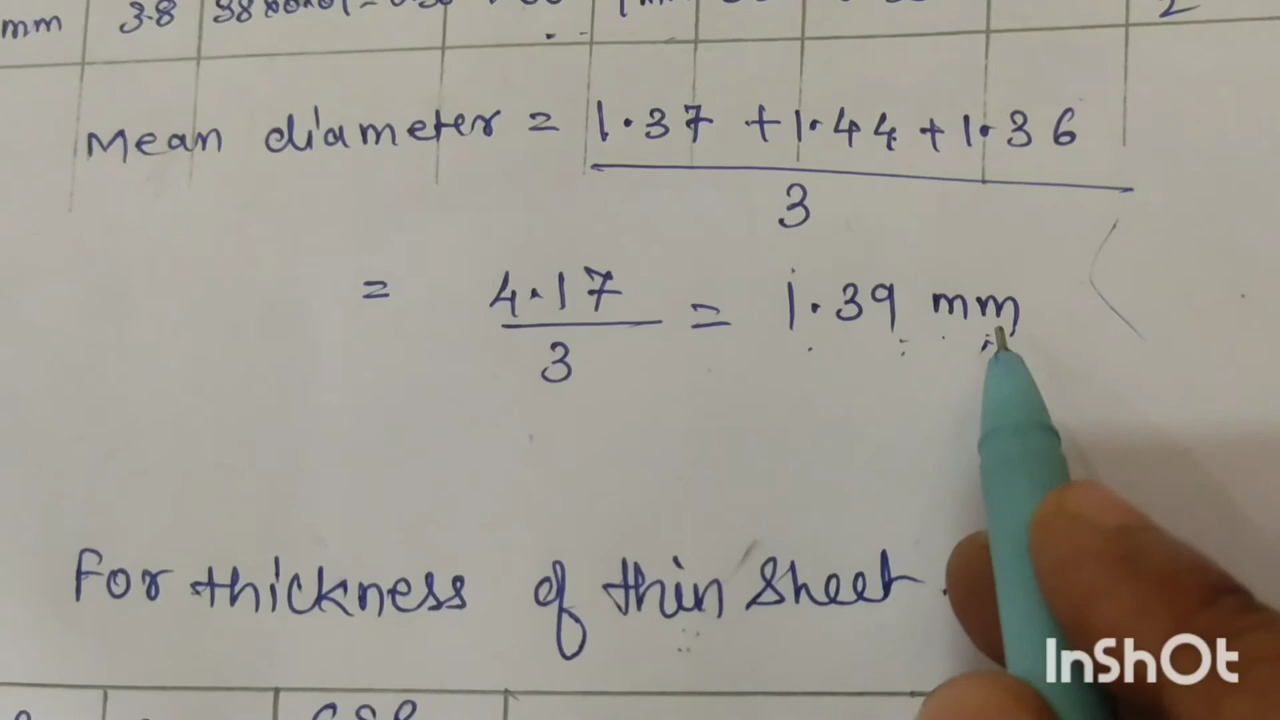 mm 3.8
Mean diameter = 1.37 + 1.44 + 1.36
3
= 4.17 = 1.39 mm
3
For thickness of thin sheet.
InShOt